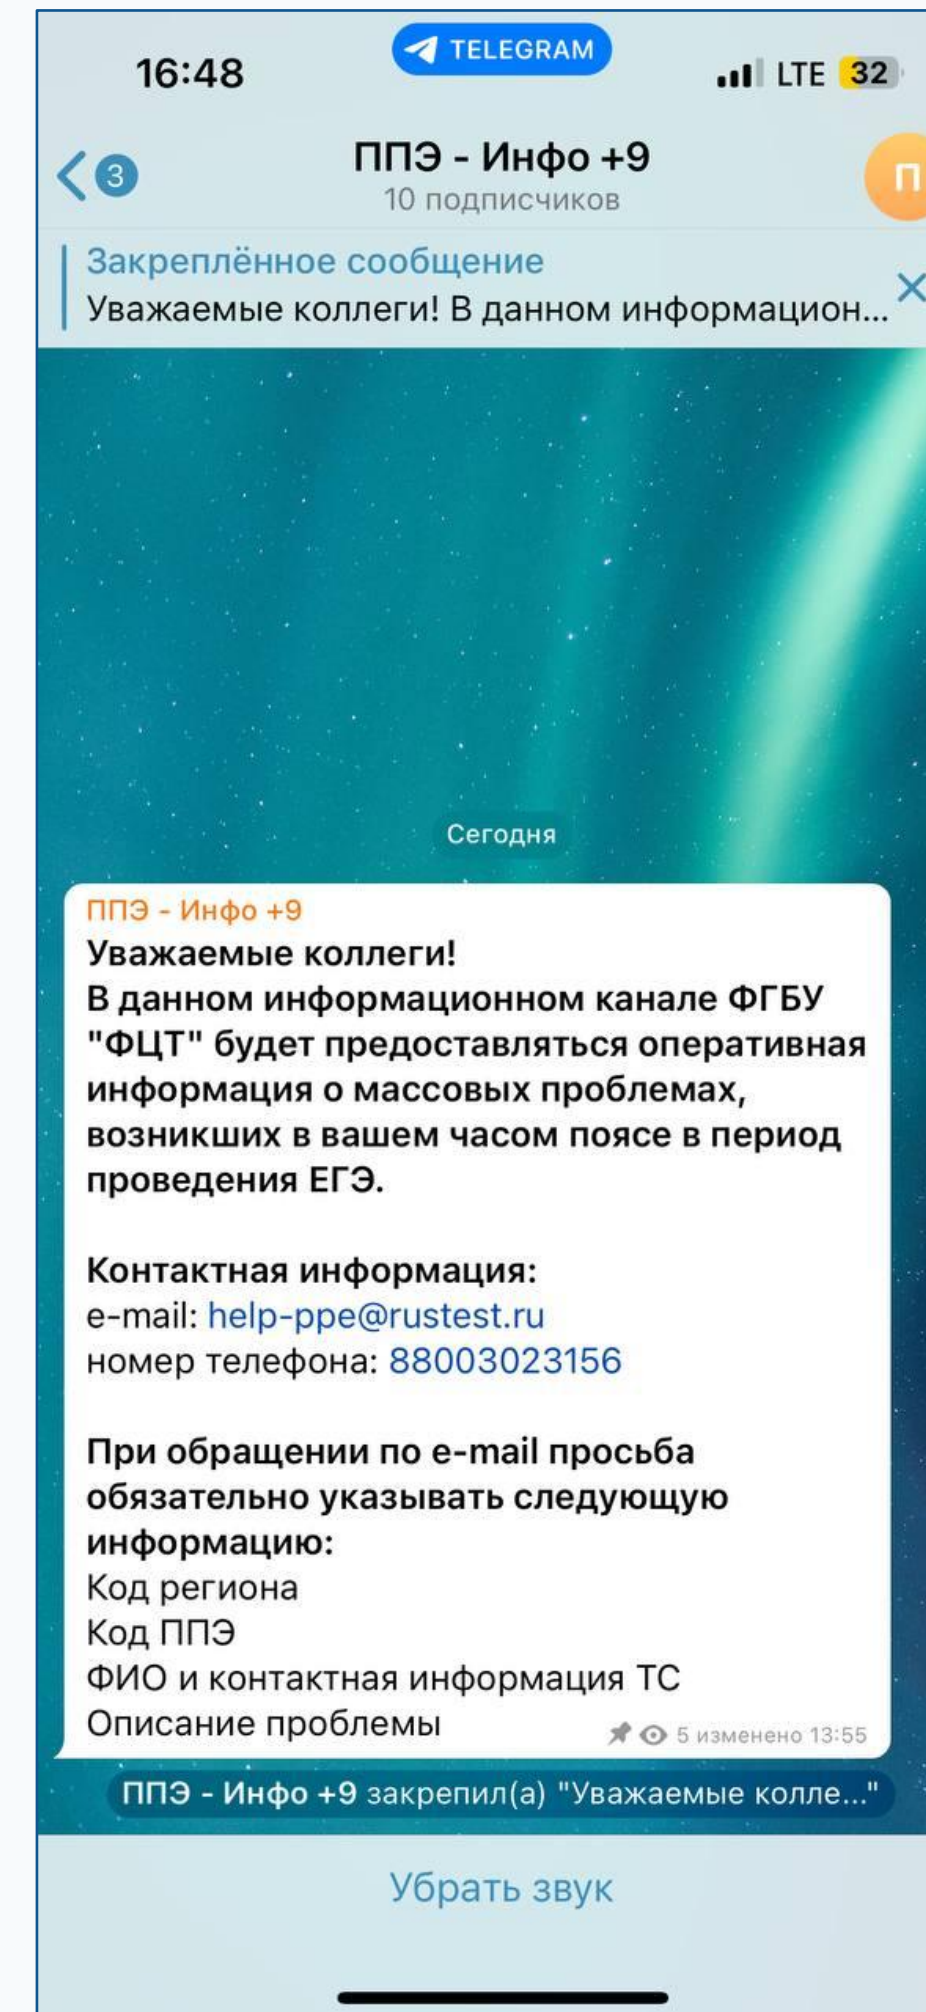 16:48
TELEGRAM
LTE 32
3
ППЭ - Инфо +9
10 подписчиков
П
Закреплённое сообщение
Уважаемые коллеги! В данном информацион...
Сегодня
ППЭ - Инфо +9
Уважаемые коллеги!
В данном информационном канале ФГБУ
"ФЦТ" будет предоставляться оперативная
информация о массовых проблемах,
возникших в вашем часом поясе в период
проведения ЕГЭ.
Контактная информация:
e-mail: help-ppe@rustest.ru
номер телефона: 88003023156
При обращении по e-mail просьба
обязательно указывать следующую
информацию:
Код региона
Код ППЭ
ФИО и контактная информация ТС
Описание проблемы
5 изменено 13:55
ППЭ - Инфо +9 закрепил(а) "Уважаемые колле..."
Убрать звук